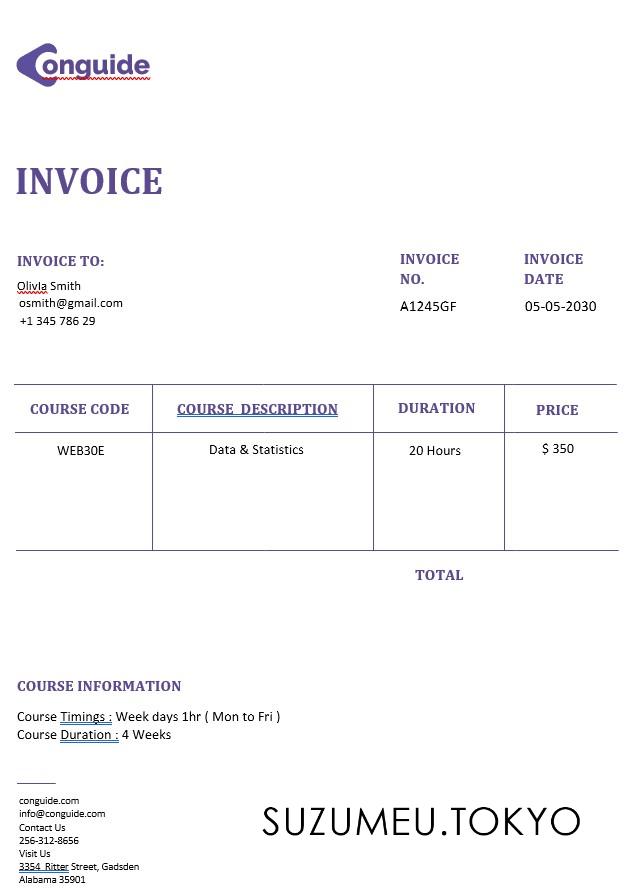 Conguide
INVOICE
INVOICE TO:
Olivia Smith
osmith@gmail.com
+1 345 786 29
INVOICE NO.
A1245GF
INVOICE DATE
05-05-2030
COURSE CODE COURSE DESCRIPTION DURATION PRICE
WEB30E Data & Statistics 20 Hours $ 350
TOTAL
COURSE INFORMATION
Course Timings : Week days 1hr ( Mon to Fri )
Course Duration : 4 Weeks
conguide.com
info@conguide.com
Contact Us
256-312-8656
Visit Us
3354 Ritter Street, Gadsden
Alabama 35901
SUZUMEU.TOKYO